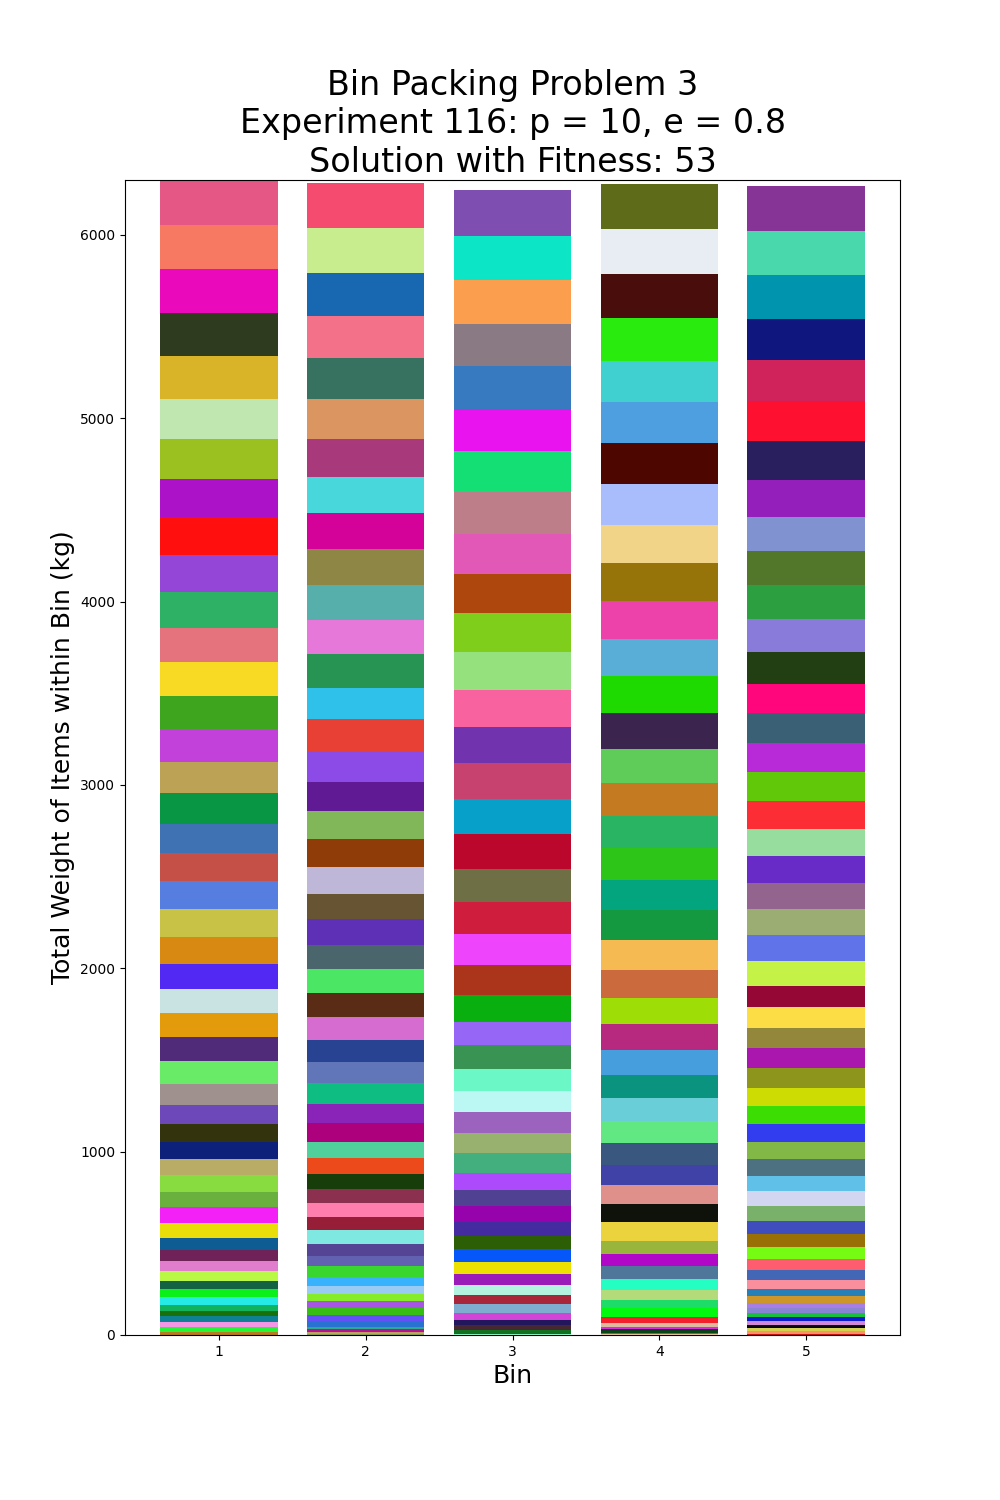 Bin Packing Problem 3
Experiment 116: p = 10, e = 0.8
Solution with Fitness: 53
Total Weight of Items within Bin (kg)
6000
5000
4000
3000
2000
1000
0
1 2 3 4 5
Bin